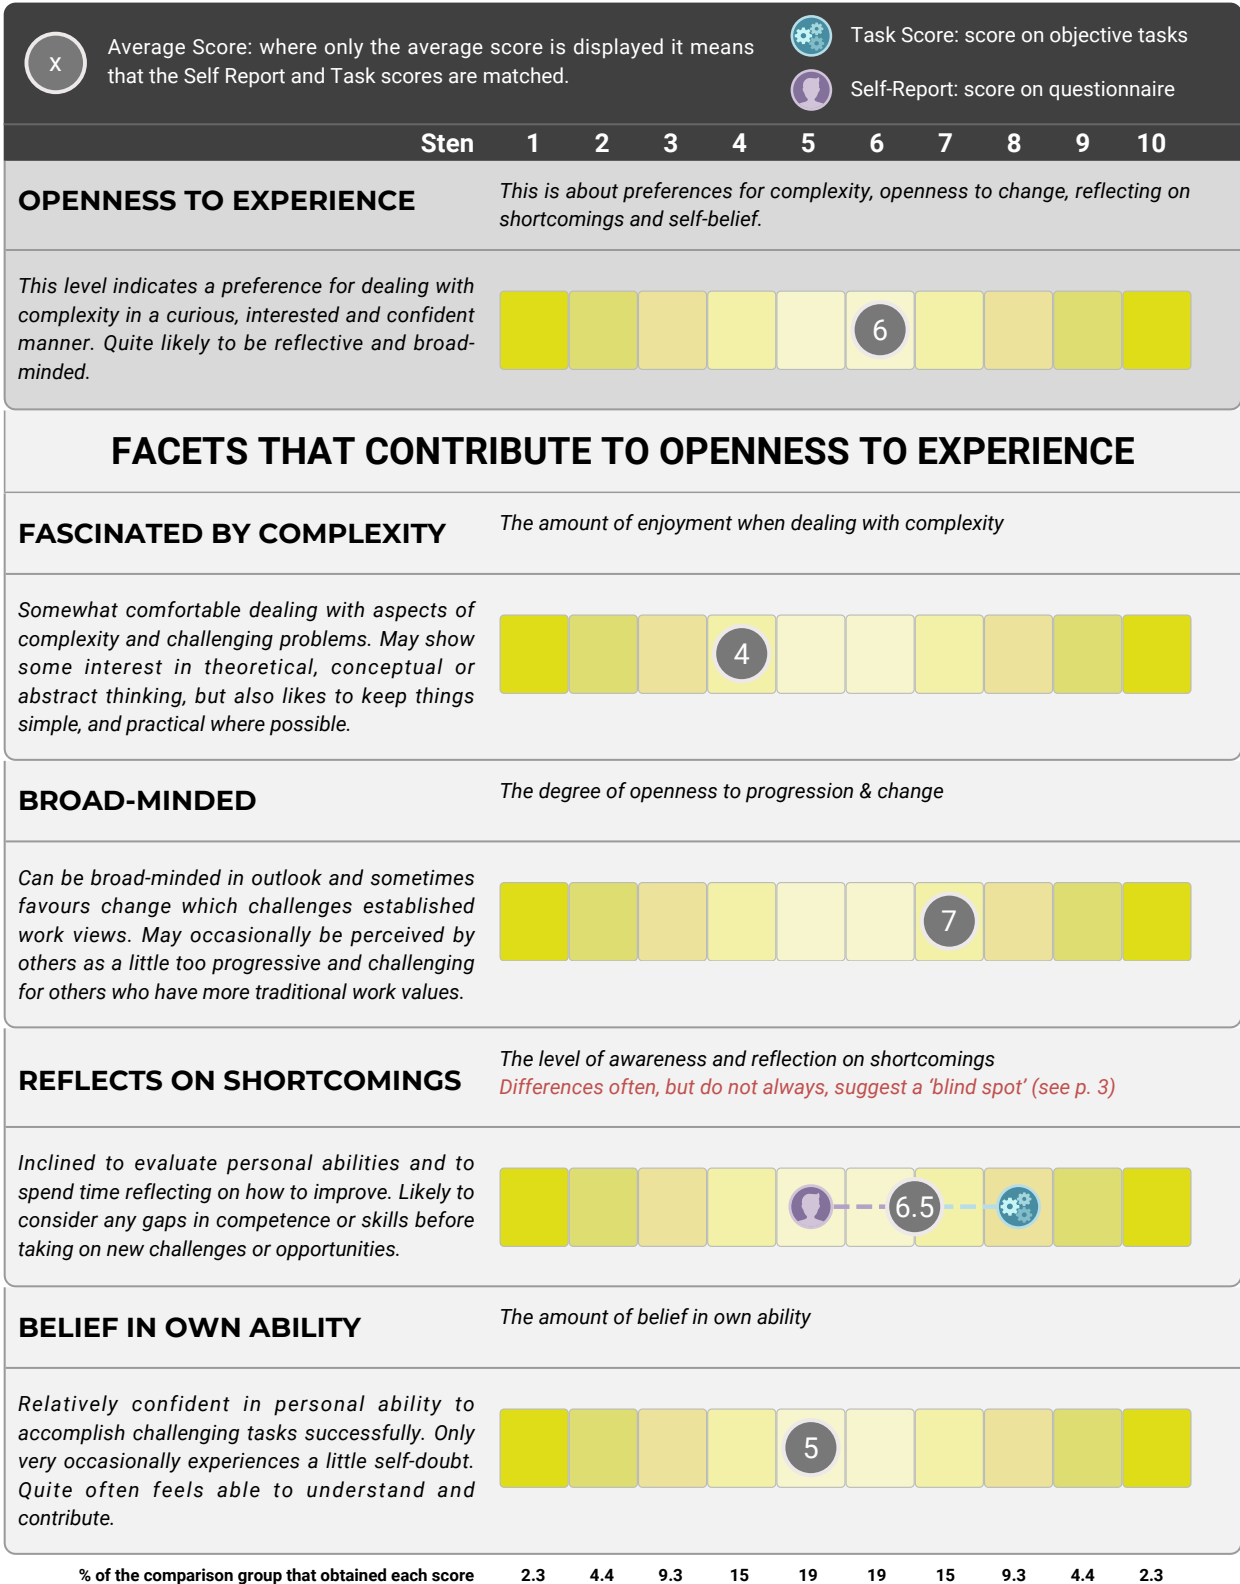 x
Average Score: where only the average score is displayed it means
that the Self Report and Task scores are matched.
Task Score: score on objective tasks
Self-Report: score on questionnaire
Sten 1 2 3 4 5 6 7 8 9 10
OPENNESS TO EXPERIENCE
This is about preferences for complexity, openness to change, reflecting on
shortcomings and self-belief.
This level indicates a preference for dealing with
complexity in a curious, interested and confident
manner. Quite likely to be reflective and broad-
minded.
6
FACETS THAT CONTRIBUTE TO OPENNESS TO EXPERIENCE
FASCINATED BY COMPLEXITY
The amount of enjoyment when dealing with complexity
Somewhat comfortable dealing with aspects of
complexity and challenging problems. May show
some interest in theoretical, conceptual or
abstract thinking, but also likes to keep things
simple, and practical where possible.
4
BROAD-MINDED
The degree of openness to progression & change
Can be broad-minded in outlook and sometimes
favours change which challenges established
work views. May occasionally be perceived by
others as a little too progressive and challenging
for others who have more traditional work values.
7
REFLECTS ON SHORTCOMINGS
The level of awareness and reflection on shortcomings
Differences often, but do not always, suggest a ‘blind spot’ (see p. 3)
Inclined to evaluate personal abilities and to
spend time reflecting on how to improve. Likely to
consider any gaps in competence or skills before
taking on new challenges or opportunities.
6.5
BELIEF IN OWN ABILITY
The amount of belief in own ability
Relatively confident in personal ability to
accomplish challenging tasks successfully. Only
very occasionally experiences a little self-doubt.
Quite often feels able to understand and
contribute.
5
% of the comparison group that obtained each score 2.3 4.4 9.3 15 19 19 15 9.3 4.4 2.3